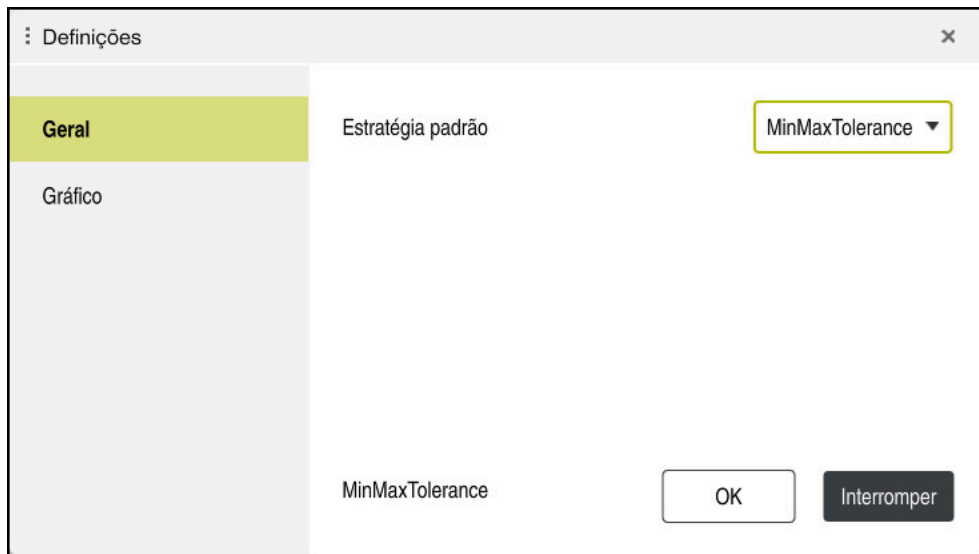 Definições
Geral
Gráfico
Estratégia padrão
MinMaxTolerance
MinMaxTolerance
OK
Interromper